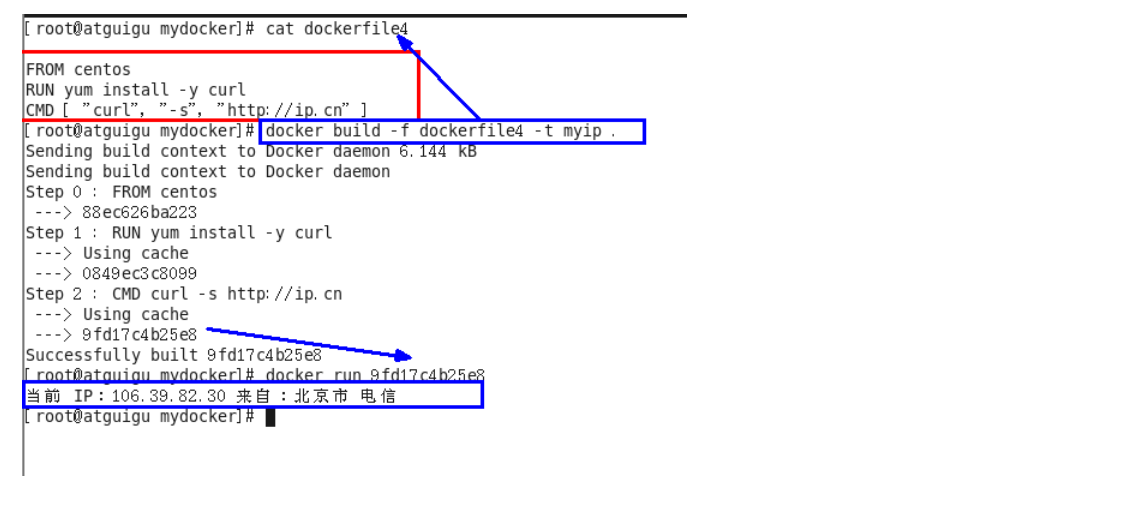 [root@atguigu mydocker]# cat dockerfile4
FROM centos
RUN yum install -y curl
CMD [ "curl", "-s", "http://ip.cn" ]
[root@atguigu mydocker]# docker build -f dockerfile4 -t myip .
Sending build context to Docker daemon 6.144 kB
Sending build context to Docker daemon
Step 0 : FROM centos
---> 88ec626ba223
Step 1 : RUN yum install -y curl
---> Using cache
---> 0849ec3c8099
Step 2 : CMD curl -s http://ip.cn
---> Using cache
---> 9fd17c4b25e8
Successfully built 9fd17c4b25e8
[root@atguigu mydocker]# docker run 9fd17c4b25e8
当前 IP：106.39.82.30 来自：北京市 电信
[root@atguigu mydocker]#